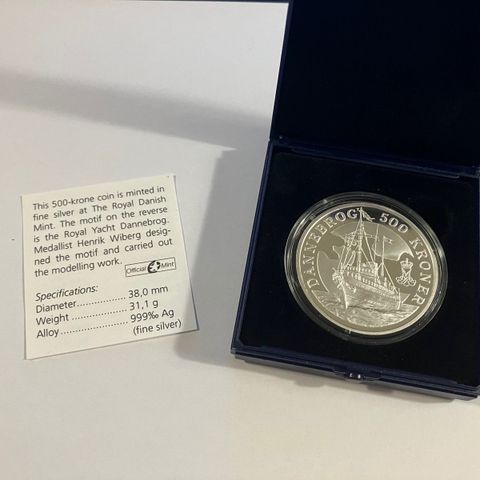 This 500-krone coin is minted in
fine silver at The Royal Danish
Mint. The motif on the reverse
is the Royal Yacht Dannebrog.
Medallist Henrik Wiberg desig-
ned the motif and carried out
the modelling work.
Official Mint
Specifications:
Diameter................ 38,0 mm
Weight .................... 31,1 g
Alloy.................... 999‰ Ag
(fine silver)
DANNEBROG 500 KRONER